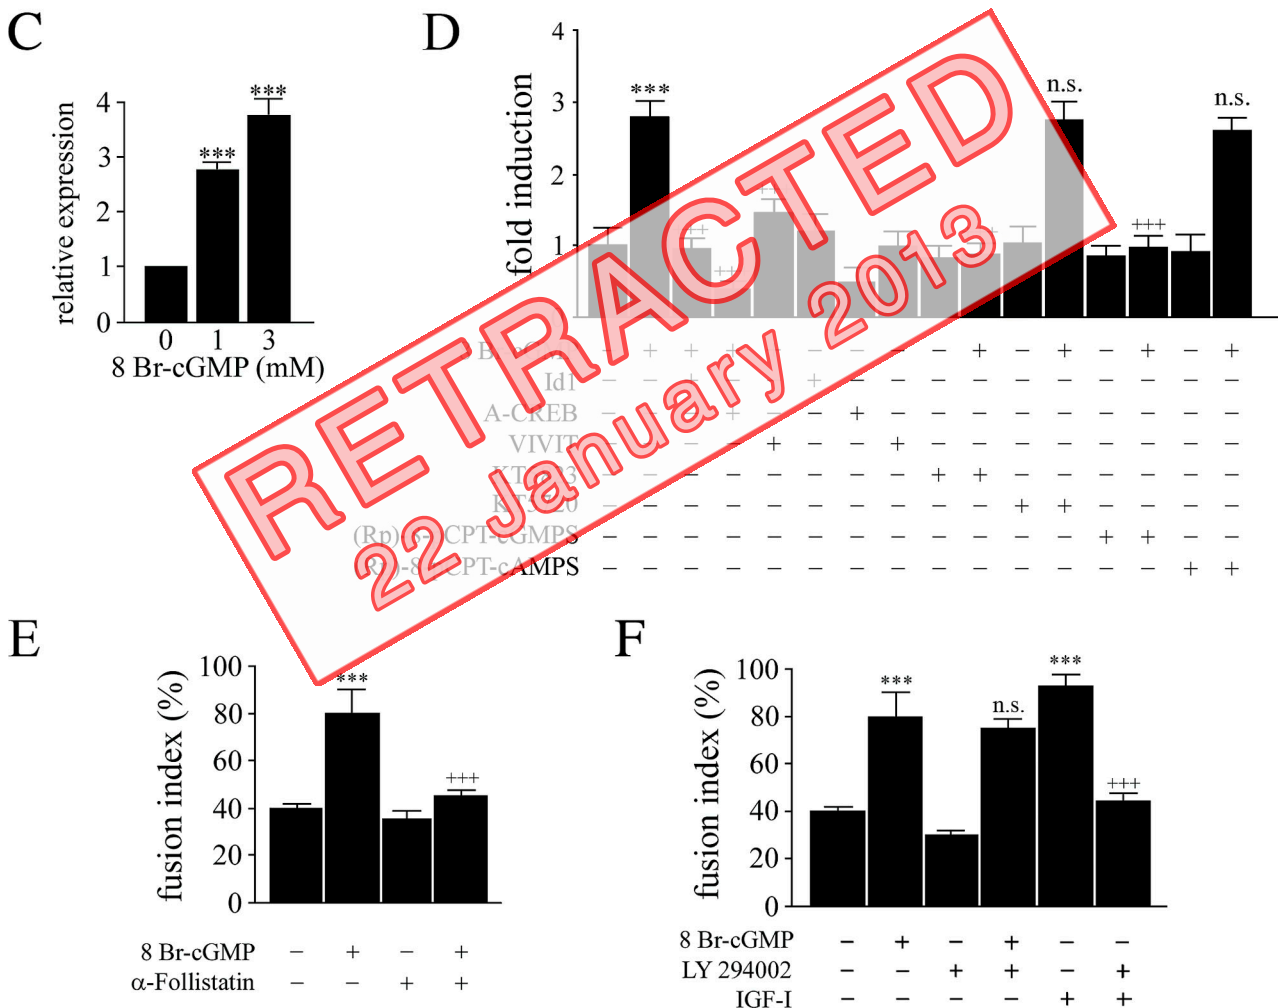 C
relative expression
4
3
2
1
0
*** ***
0 1 3
8 Br-cGMP (mM)
D
fold induction
4
3
2
1
*** n.s. +++ n.s.
Id1 – – – – – – – – – –
A-CREB – + – + – – – – – – – – –
VIVIT + – – + – – – – – – – –
– – – – – – + + – – – – – –
– – – – – – – – – + + – – – –
– – – – – – – – – – – – + + – –
CPT-cAMPS – – – – – – – – – – – – – – + +
RETRACTED
22 January 2013
E
fusion index (%)
100
80
60
40
20
0
*** +++
8 Br-cGMP – + – +
α-Follistatin – – + +
F
fusion index (%)
100
80
60
40
20
0
*** n.s. *** +++
8 Br-cGMP – + – + – –
LY 294002 – – + + – +
IGF-I – – – – + +